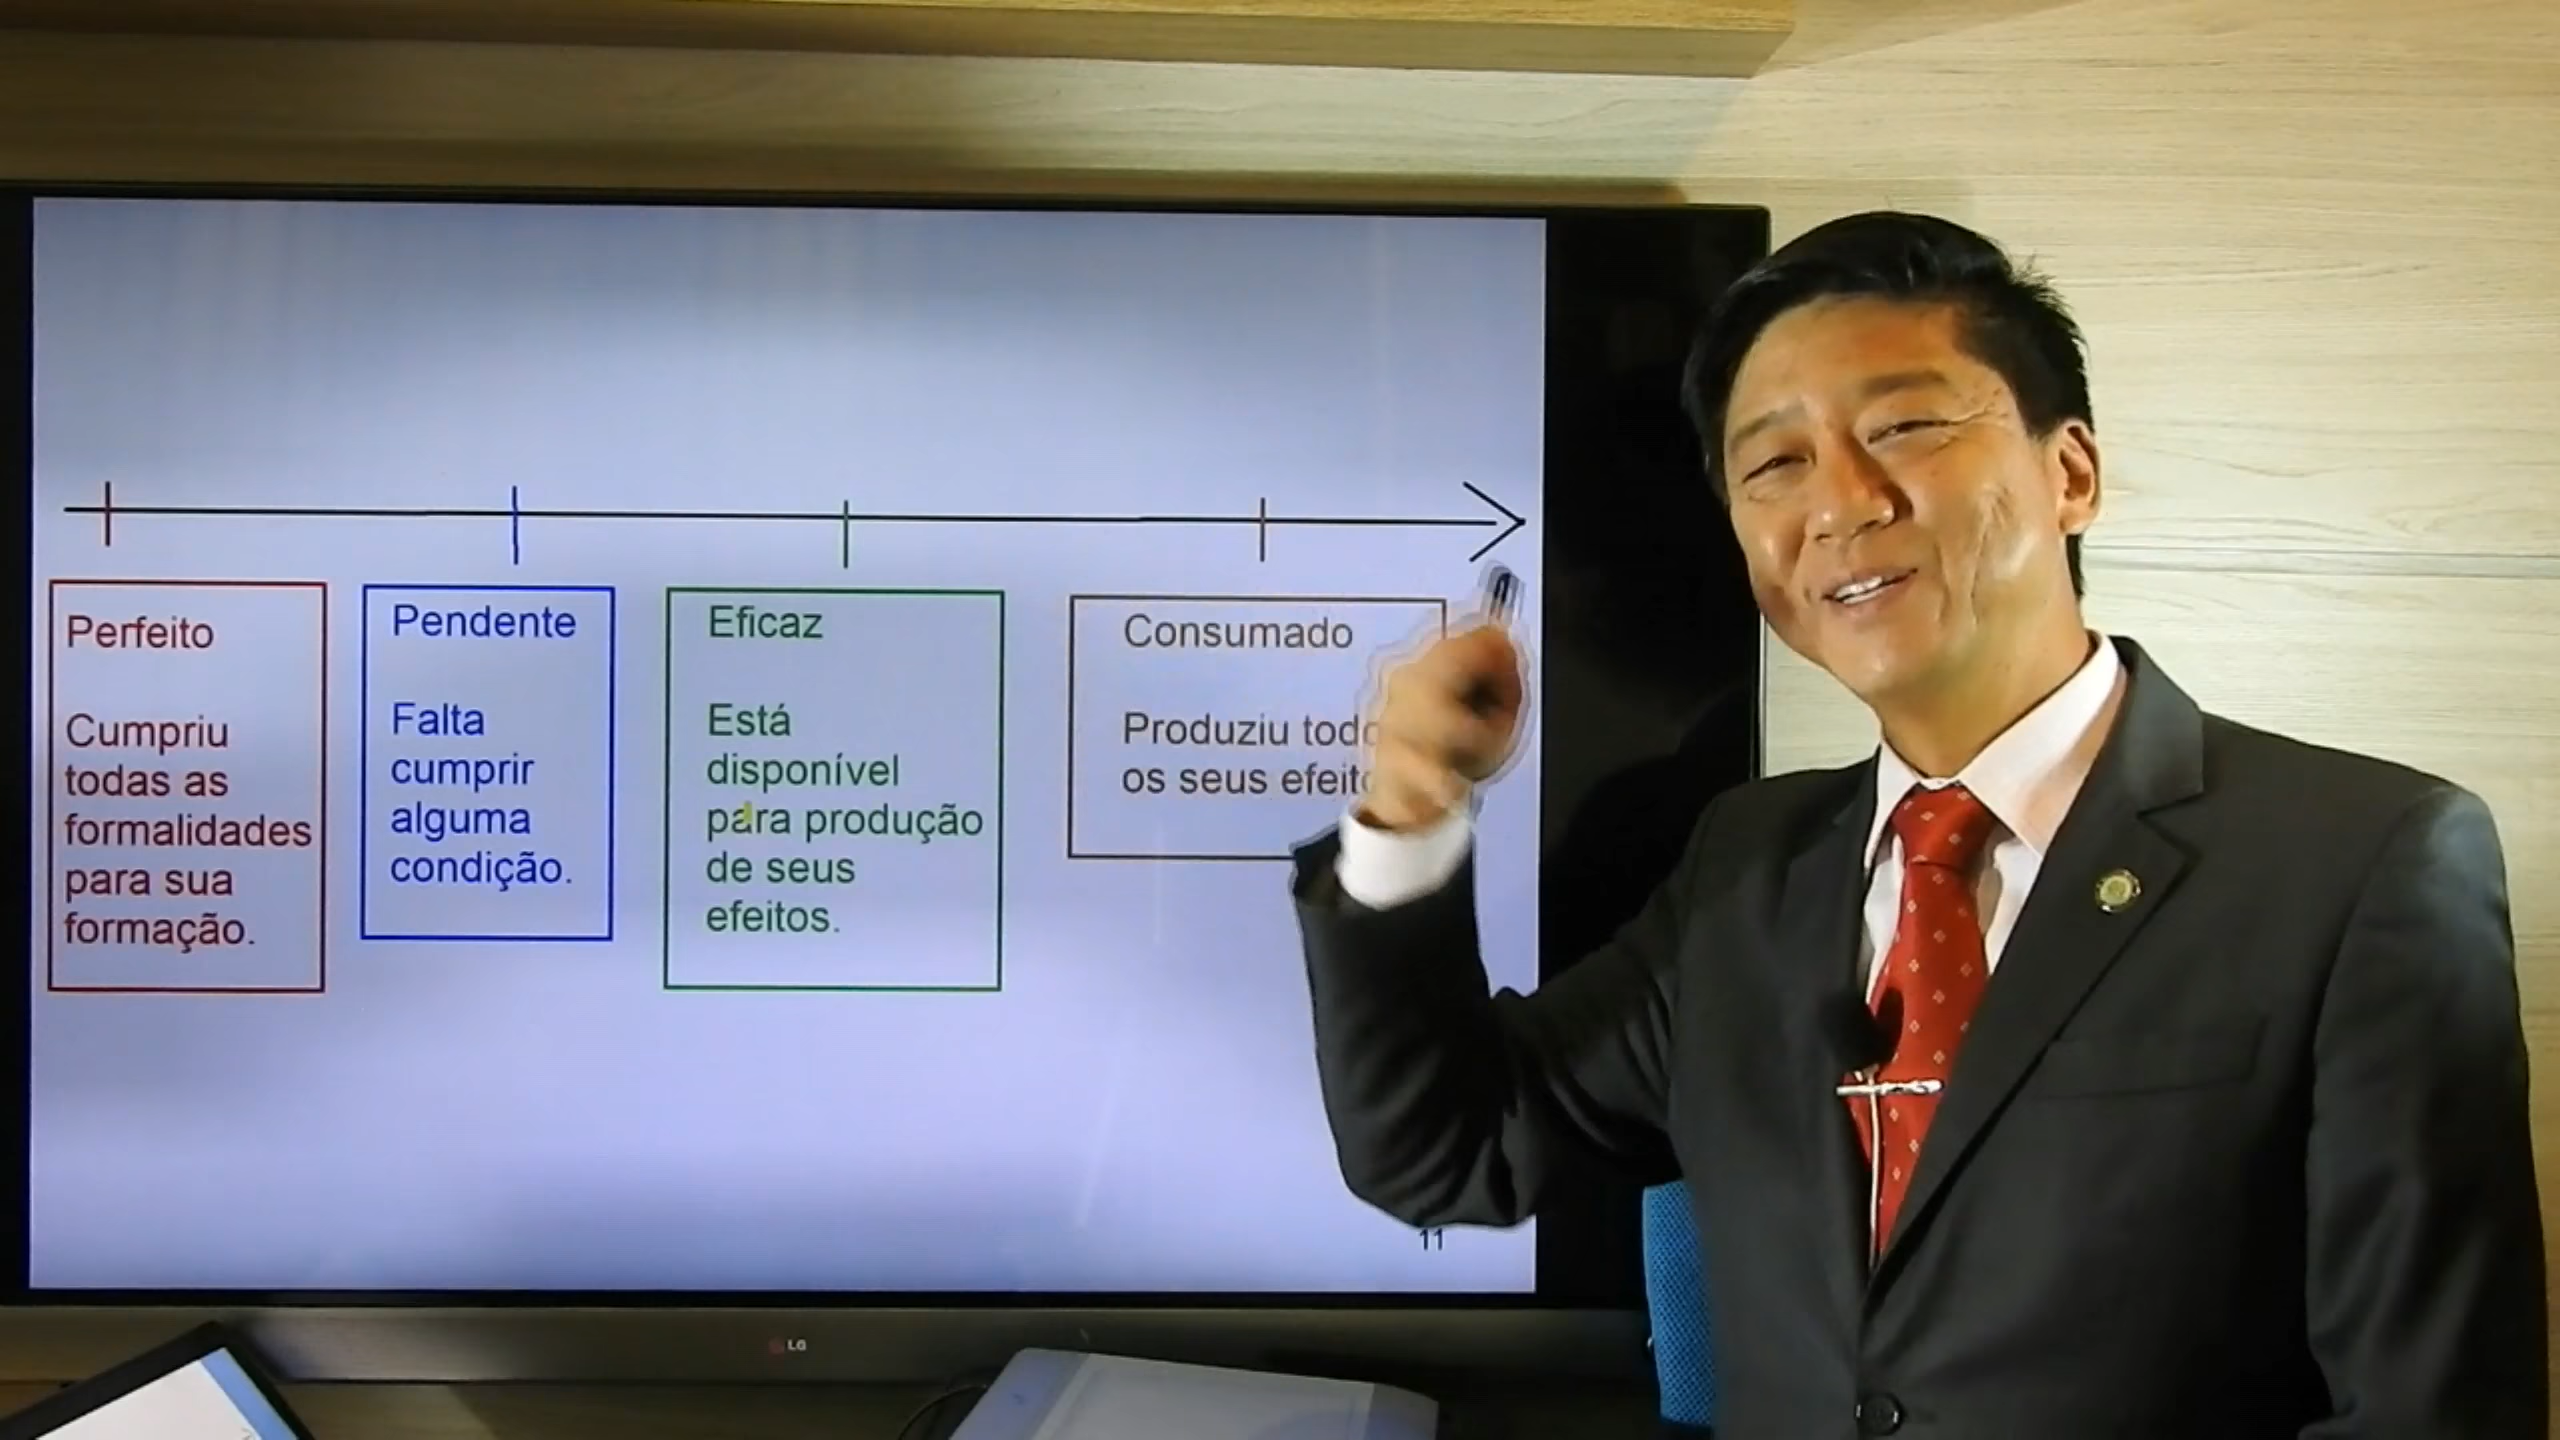 Perfeito
Cumpriu
todas as
formalidades
para sua
formação.
Pendente
Falta
cumprir
alguma
condição.
Eficaz
Está
disponível
para produção
de seus
efeitos.
Consumado
Produziu
os seus
11
LG